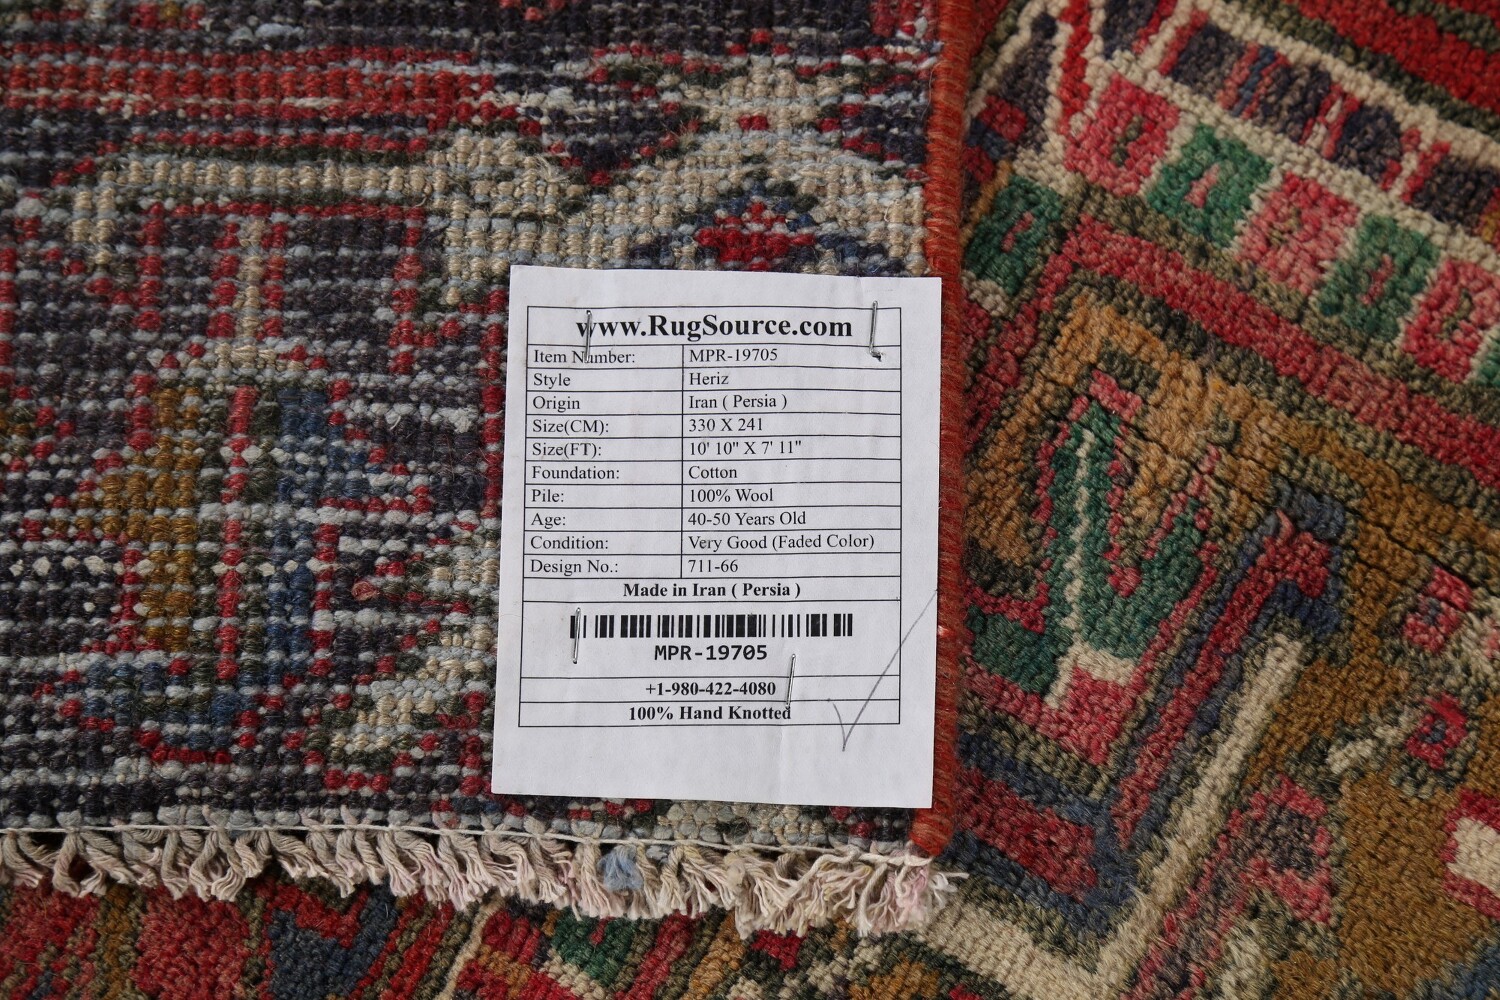 www.RugSource.com
Item Number: MPR-19705
Style Heriz
Origin Iran ( Persia )
Size(CM): 330 X 241
Size(FT): 10' 10" X 7' 11"
Foundation: Cotton
Pile: 100% Wool
Age: 40-50 Years Old
Condition: Very Good (Faded Color)
Design No.: 711-66
Made in Iran ( Persia )
MPR-19705
+1-980-422-4080
100% Hand Knotted